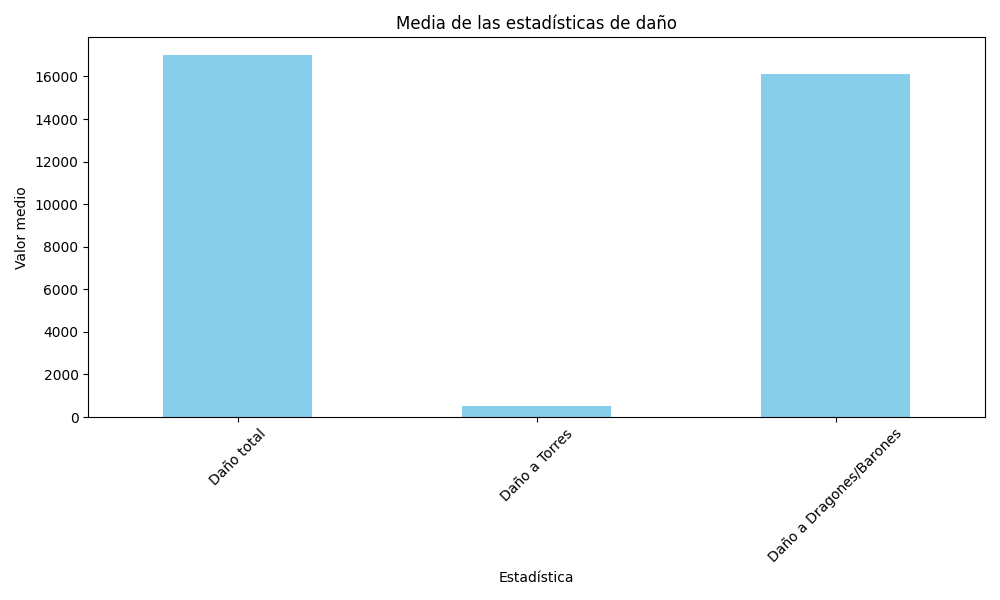 Media de las estadísticas de daño
Valor medio
16000
14000
12000
10000
8000
6000
4000
2000
0
Daño total
Daño a Torres
Daño a Dragones/Barones
Estadística